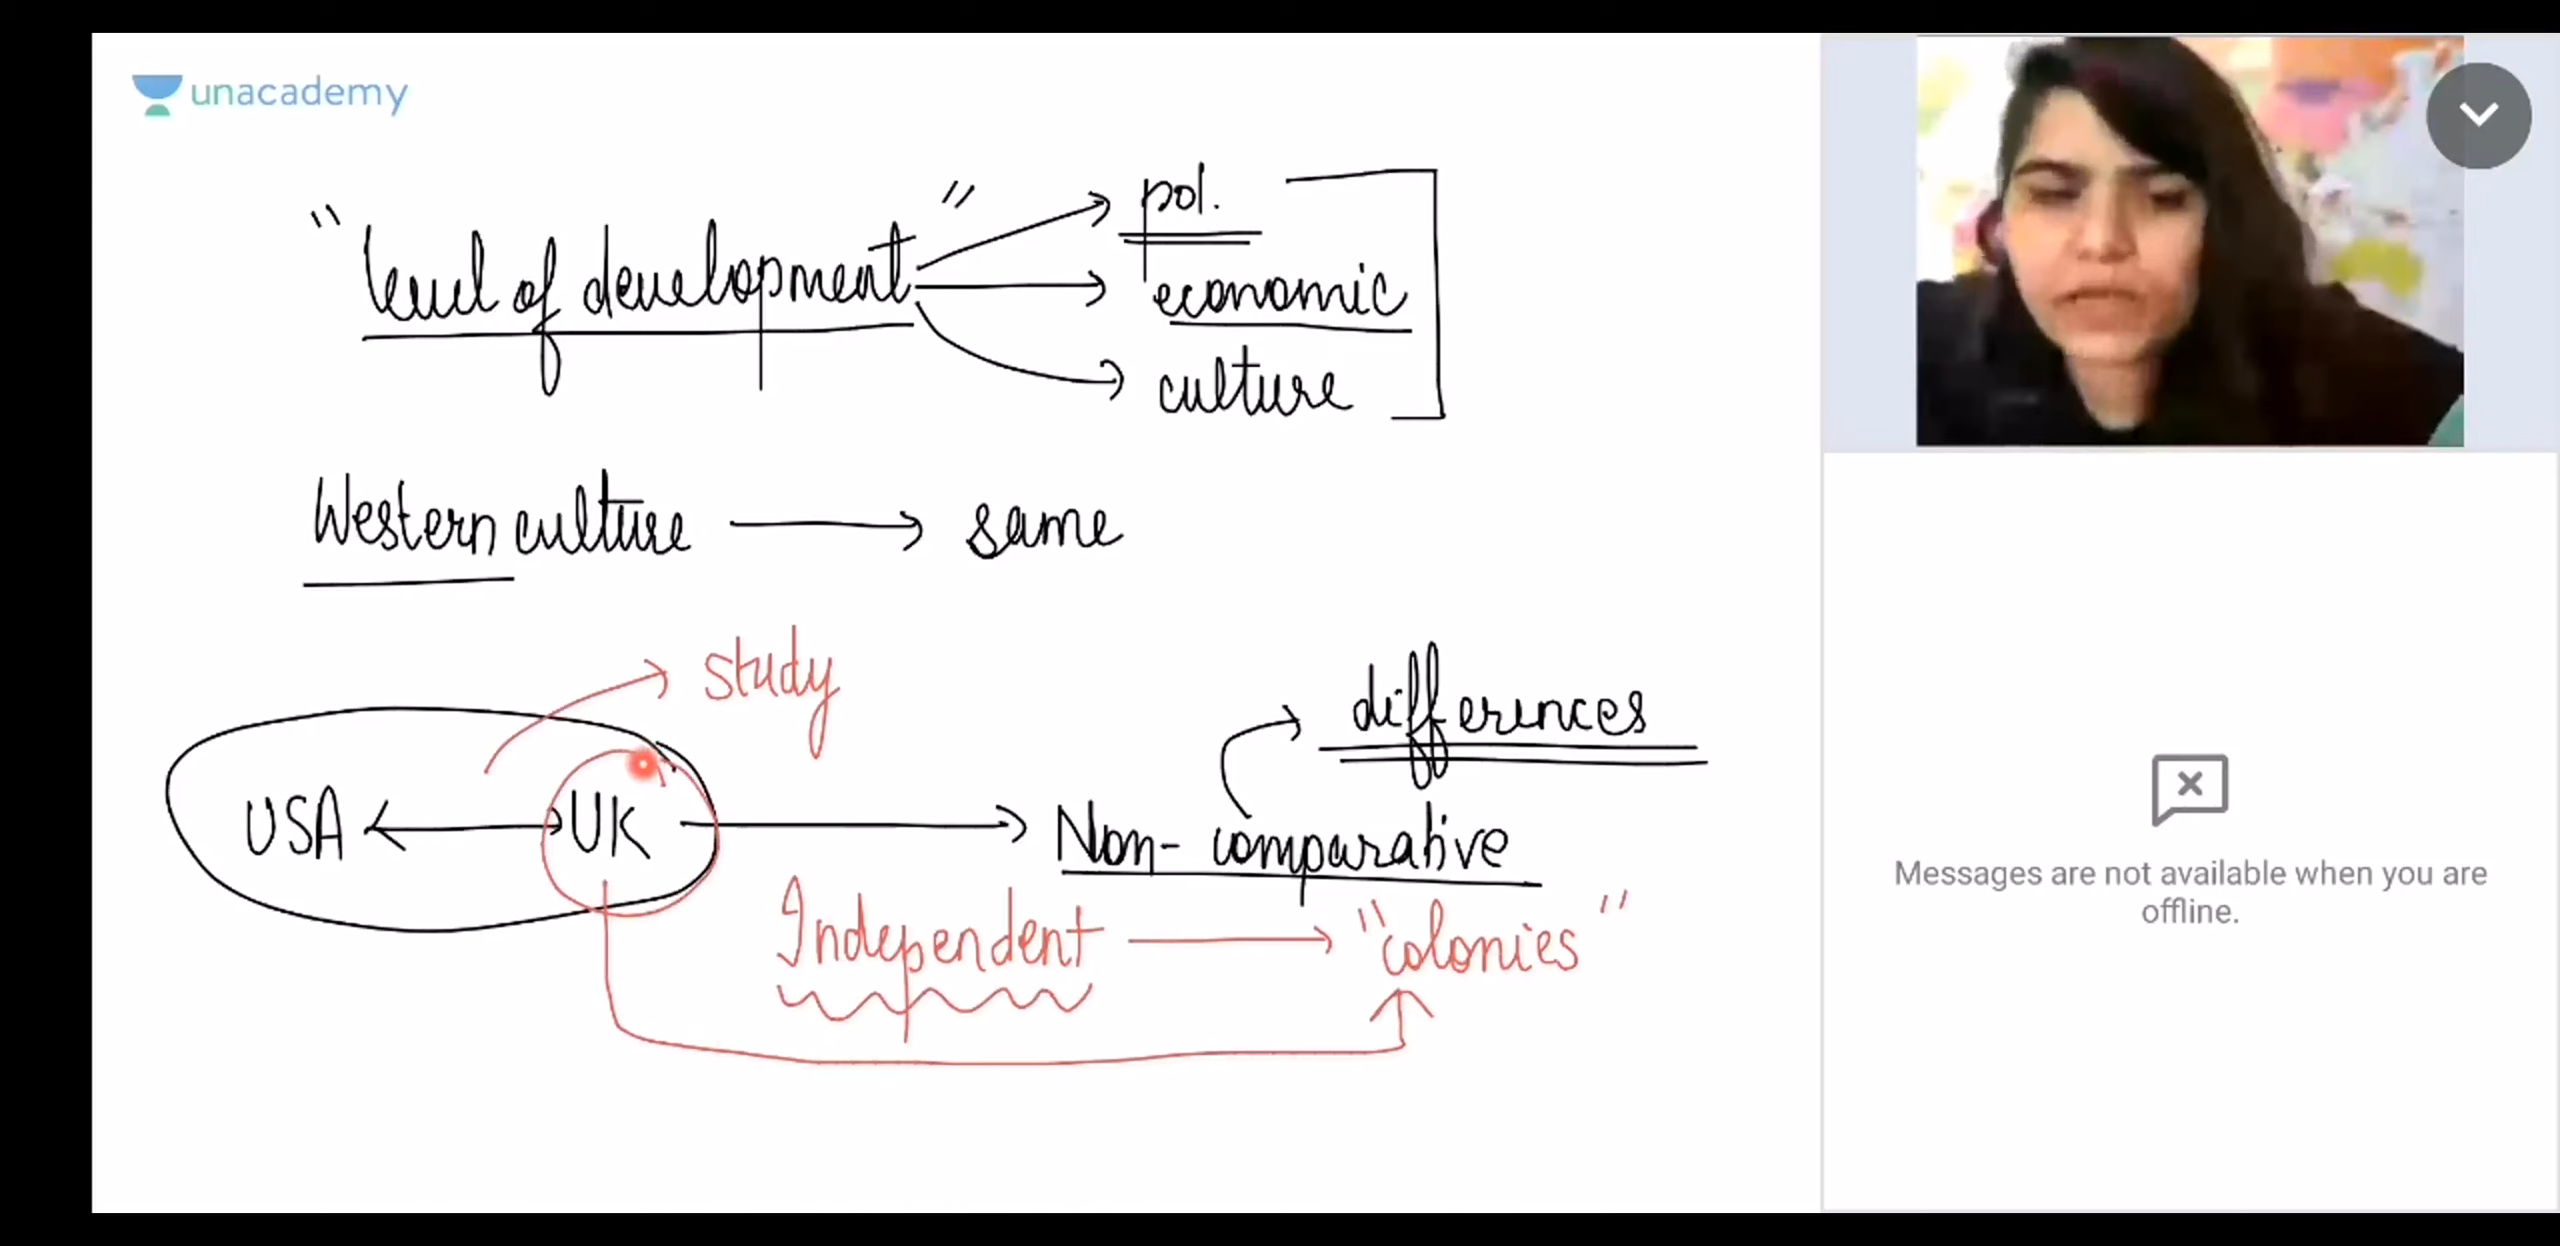 unacademy
"level of development"
pol.
economic
culture
Western culture → same
study
differences
USA ↔ UK → Non-comparative
Independent → "colonies"
Messages are not available when you are
offline.